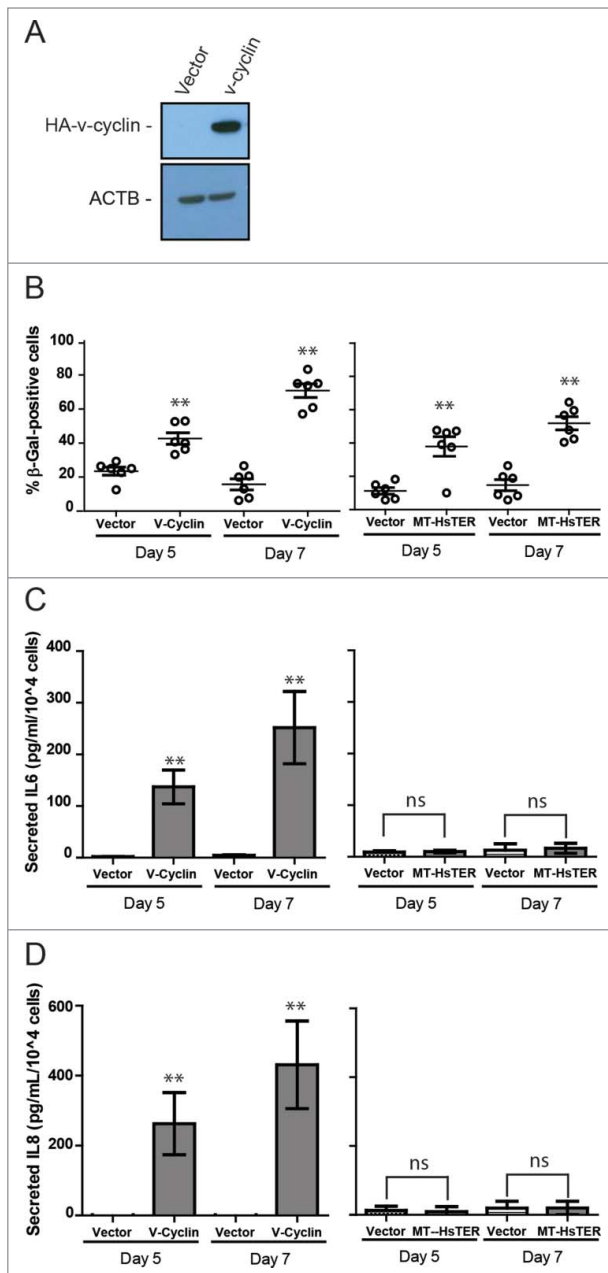 A
Vector v-cyclin
HA-v-cyclin -
ACTB -
B
% β-Gal-positive cells
100
80
60
40
20
0
** ** ** **
Vector V-Cyclin Vector V-Cyclin Vector MT-HsTER Vector MT-HsTER
Day 5 Day 7 Day 5 Day 7
C
Secreted IL6 (pg/ml/10^4 cells)
400
300
200
100
0
** ** ns ns
Vector V-Cyclin Vector V-Cyclin Vector MT-HsTER Vector MT-HsTER
Day 5 Day 7 Day 5 Day 7
D
Secreted IL8 (pg/mL/10^4 cells)
600
400
200
0
** ** ns ns
Vector V-Cyclin Vector V-Cyclin Vector MT--HsTER Vector MT-HsTER
Day 5 Day 7 Day 5 Day 7